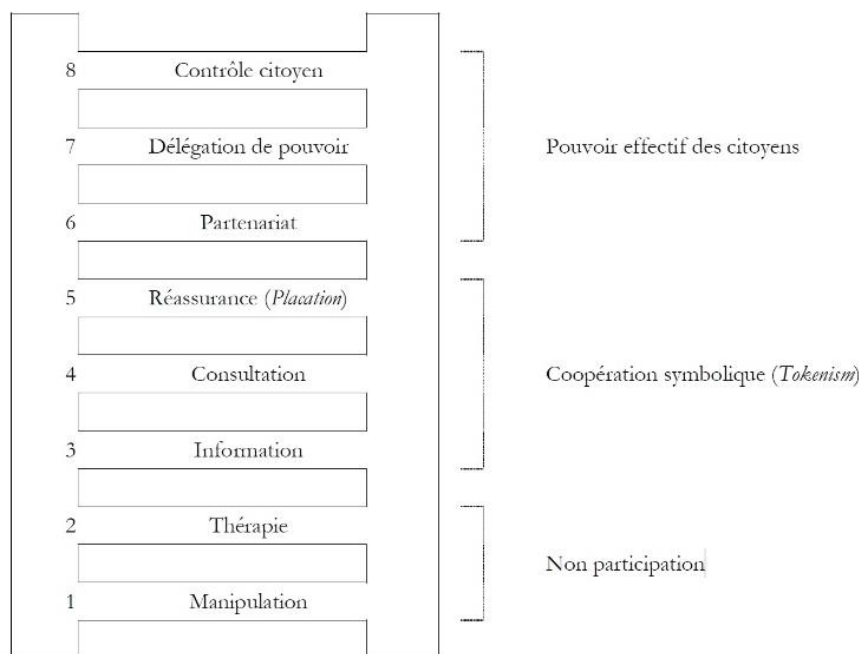 8 Contrôle citoyen
7 Délégation de pouvoir
Pouvoir effectif des citoyens
6 Partenariat
5 Réassurance (Placation)
4 Consultation
Coopération symbolique (Tokenism)
3 Information
2 Thérapie
Non participation
1 Manipulation